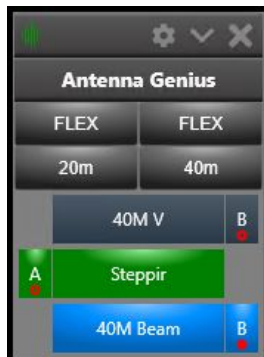 Antenna Genius
FLEX FLEX
20m 40m
40M V B
A Steppir
40M Beam B